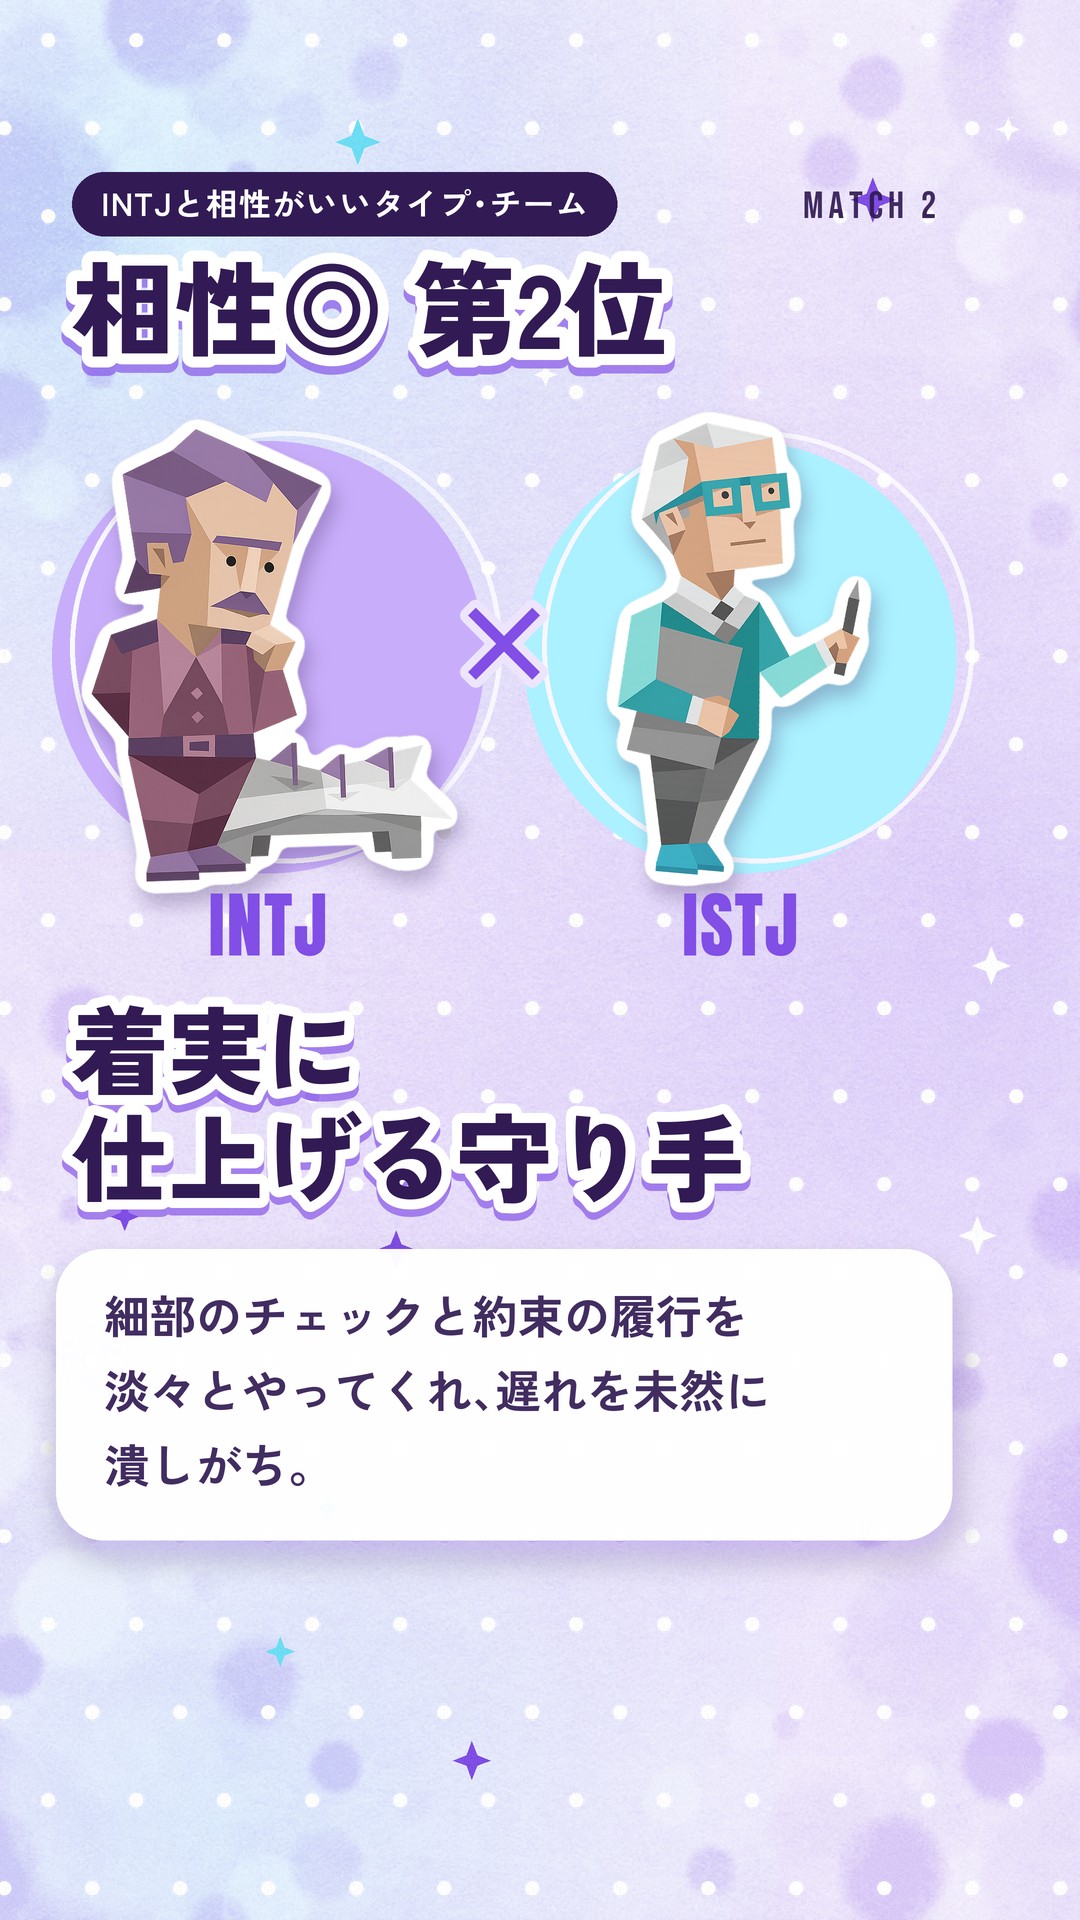 INTJと相性がいいタイプ・チーム
MATCH 2
相性◎ 第2位
×
INTJ
ISTJ
着実に
仕上げる守り手
細部のチェックと約束の履行を
淡々とやってくれ、遅れを未然に
潰しがち。